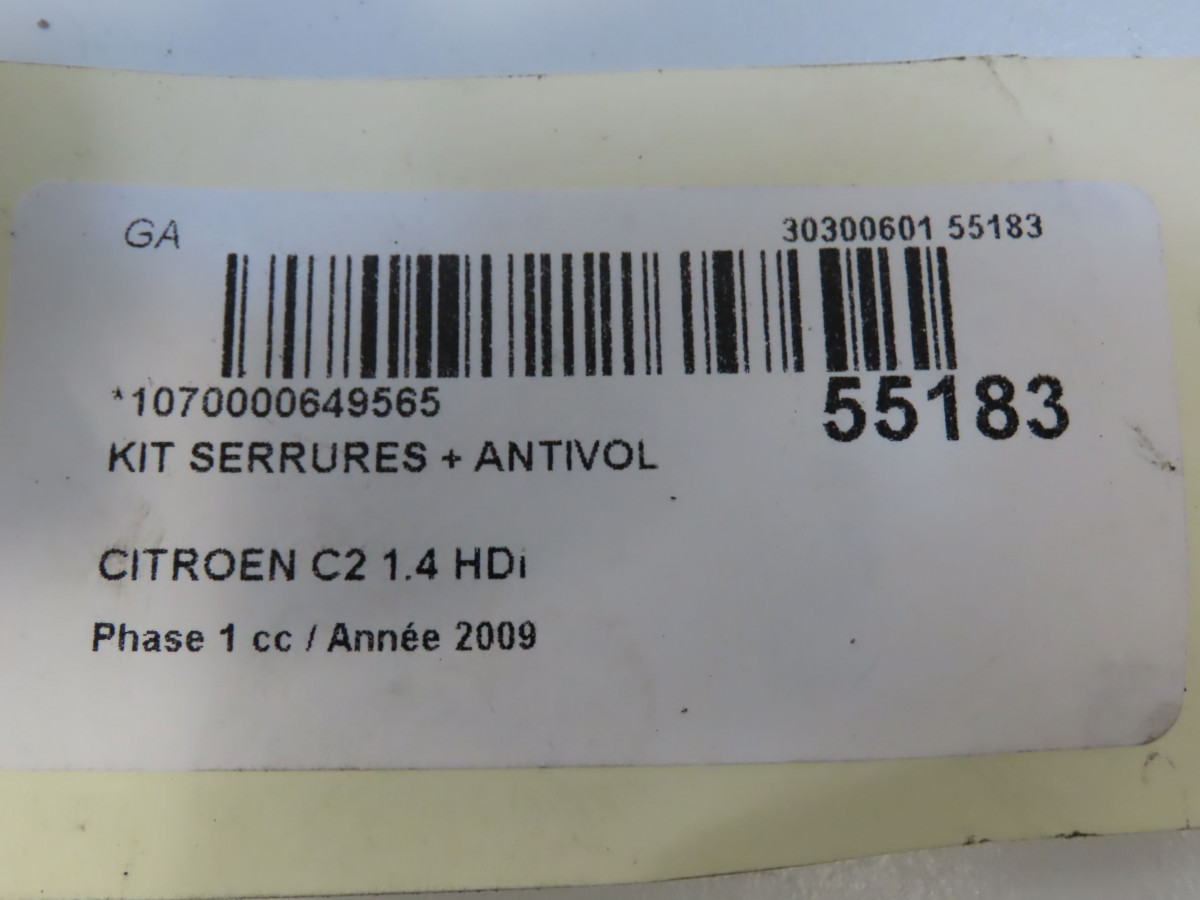 GA 30300601 55183
*1070000649565 55183
KIT SERRURES + ANTIVOL
CITROEN C2 1.4 HDi
Phase 1 cc / Année 2009